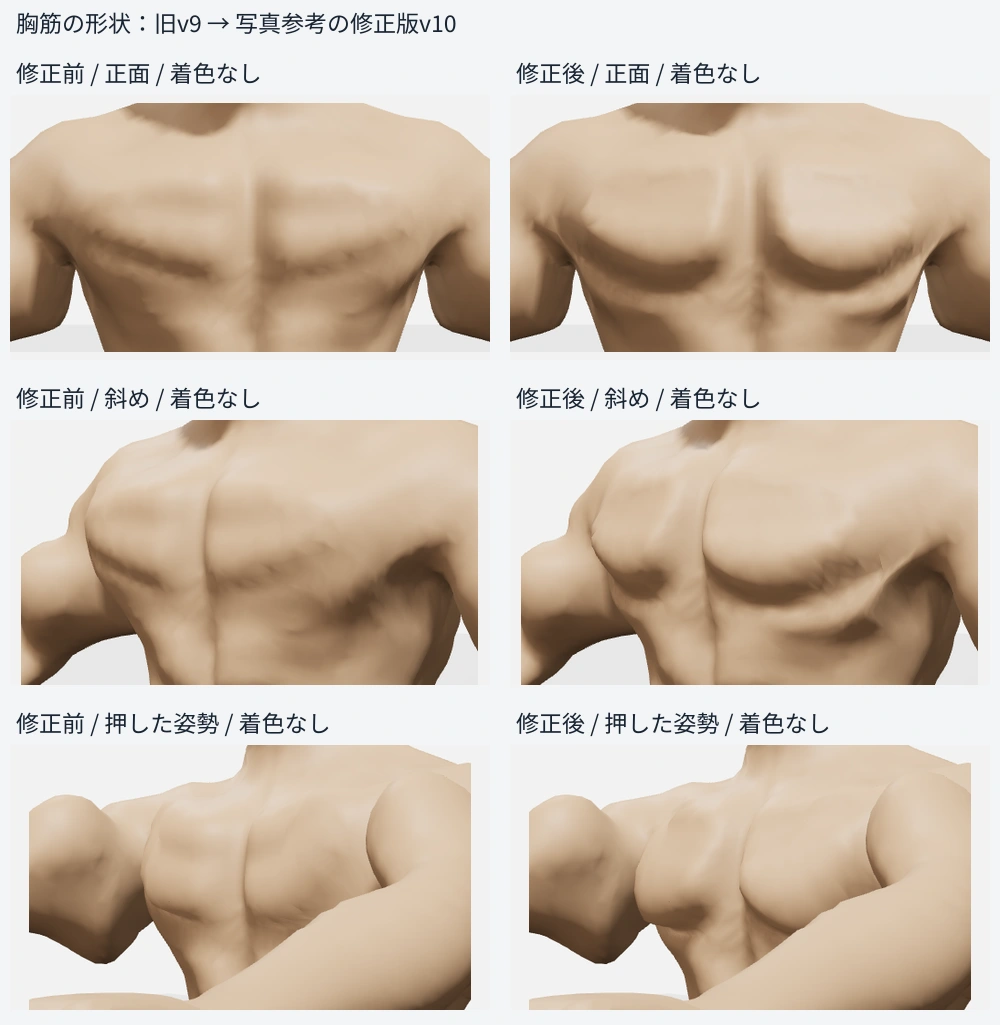 胸筋の形状：旧v9 → 写真参考の修正版v10
修正前 / 正面 / 着色なし
修正後 / 正面 / 着色なし
修正前 / 斜め / 着色なし
修正後 / 斜め / 着色なし
修正前 / 押した姿勢 / 着色なし
修正後 / 押した姿勢 / 着色なし